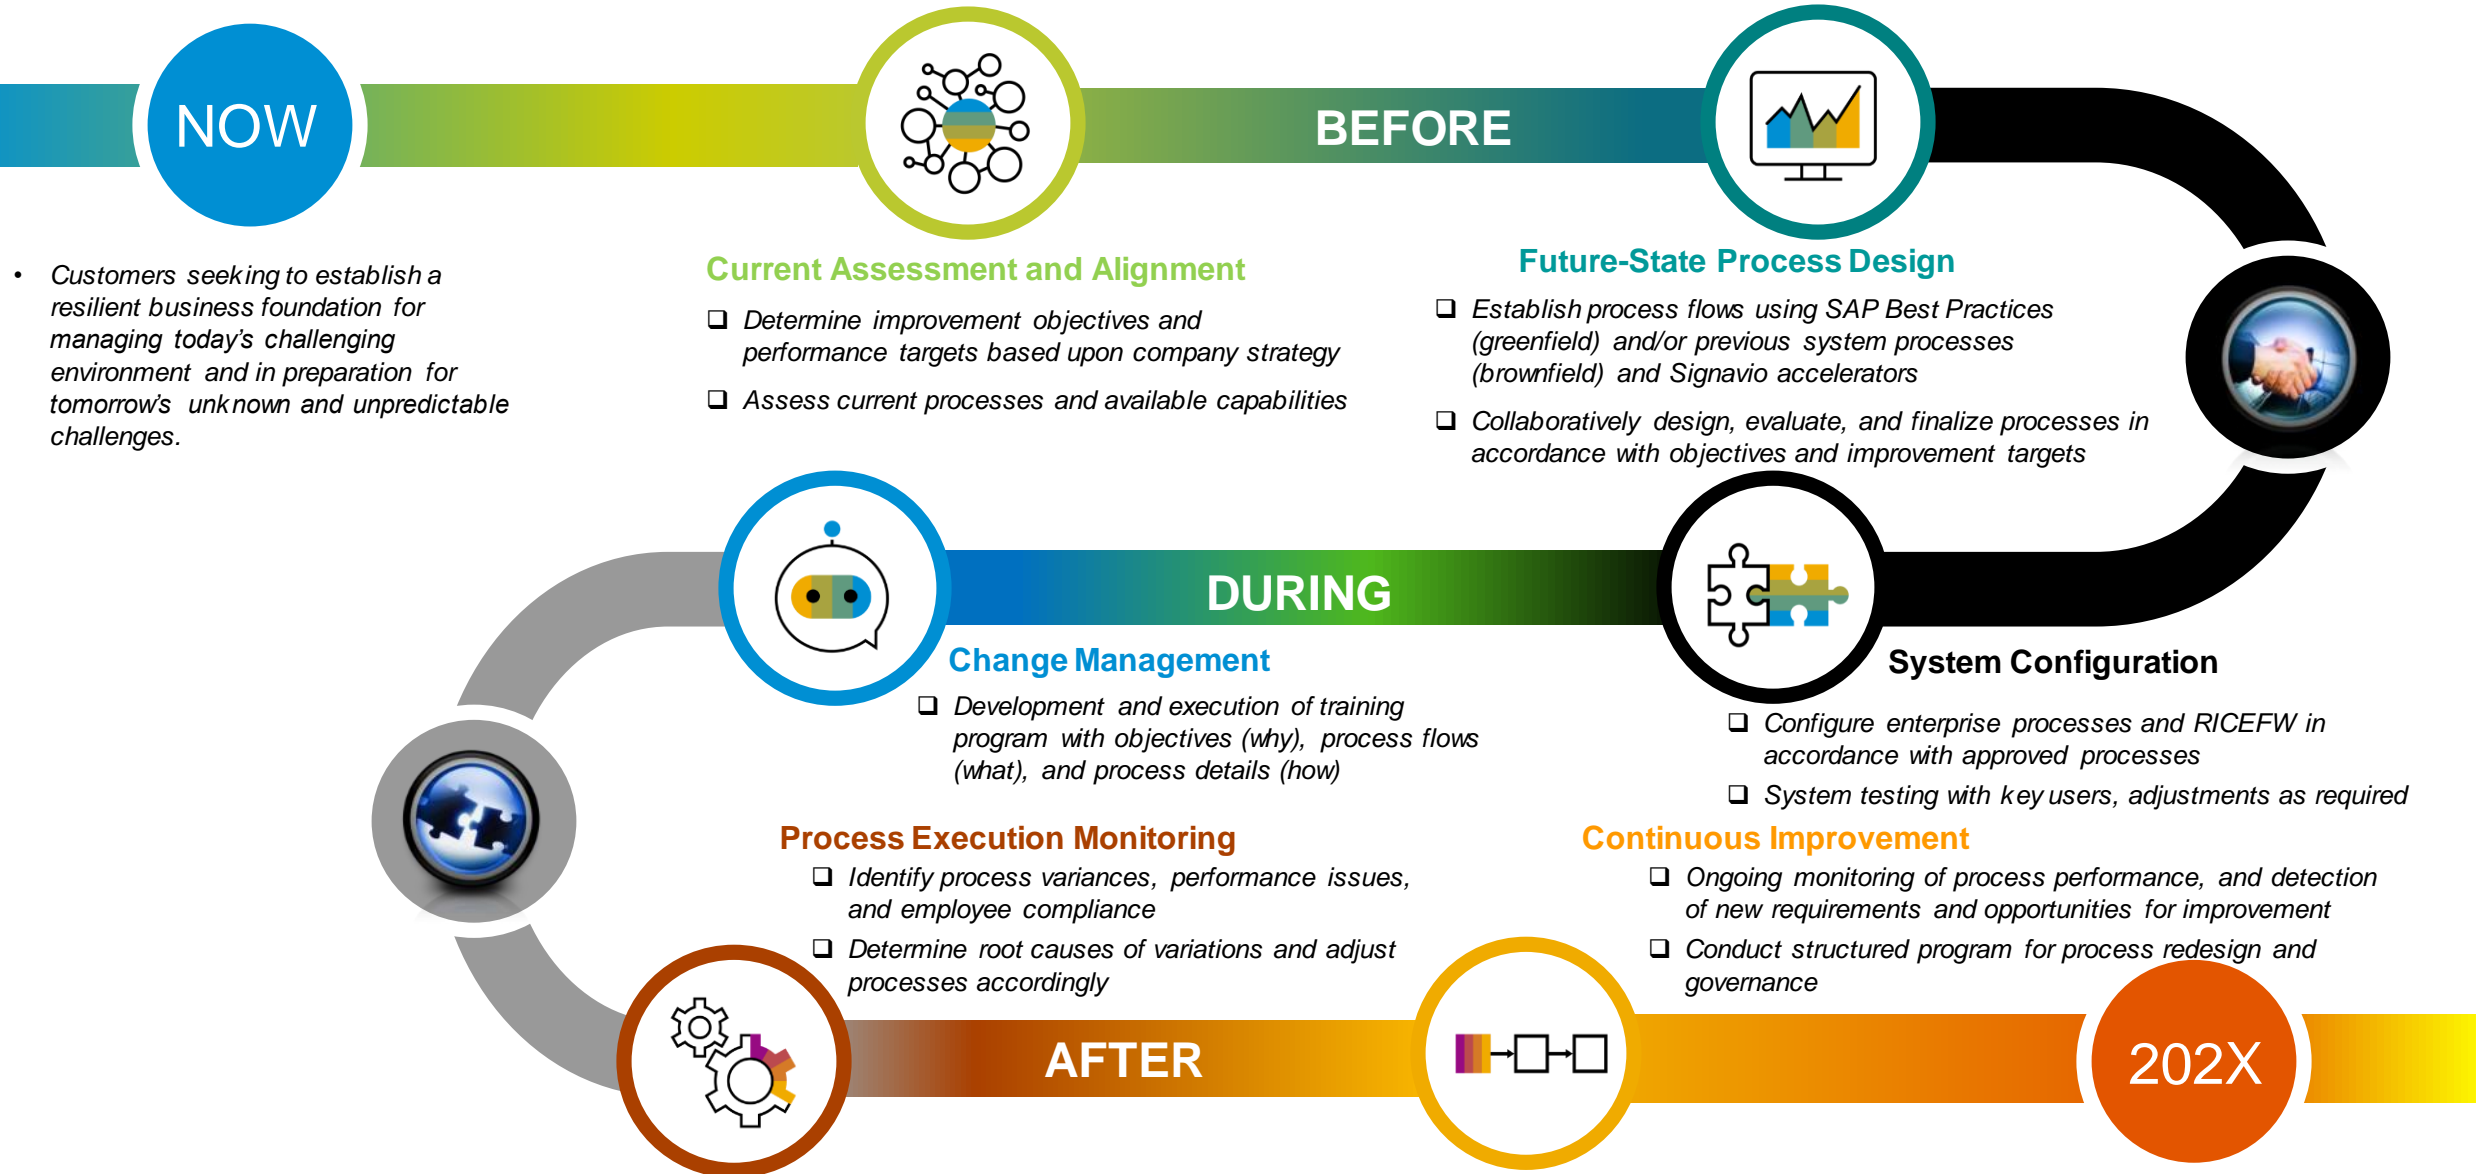 NOW
BEFORE
• Customers seeking to establish a
resilient business foundation for
managing today's challenging
environment and in preparation for
tomorrow's unknown and unpredictable
challenges.
Current Assessment and Alignment
❑ Determine improvement objectives and
performance targets based upon company strategy
❑ Assess current processes and available capabilities
Future-State Process Design
❑ Establish process flows using SAP Best Practices
(greenfield) and/or previous system processes
(brownfield) and Signavio accelerators
❑ Collaboratively design, evaluate, and finalize processes in
accordance with objectives and improvement targets
DURING
Change Management
❑ Development and execution of training
program with objectives (why), process flows
(what), and process details (how)
System Configuration
❑ Configure enterprise processes and RICEFW in
accordance with approved processes
❑ System testing with key users, adjustments as required
Process Execution Monitoring
❑ Identify process variances, performance issues,
and employee compliance
❑ Determine root causes of variations and adjust
processes accordingly
Continuous Improvement
❑ Ongoing monitoring of process performance, and detection
of new requirements and opportunities for improvement
❑ Conduct structured program for process redesign and
governance
AFTER
202X